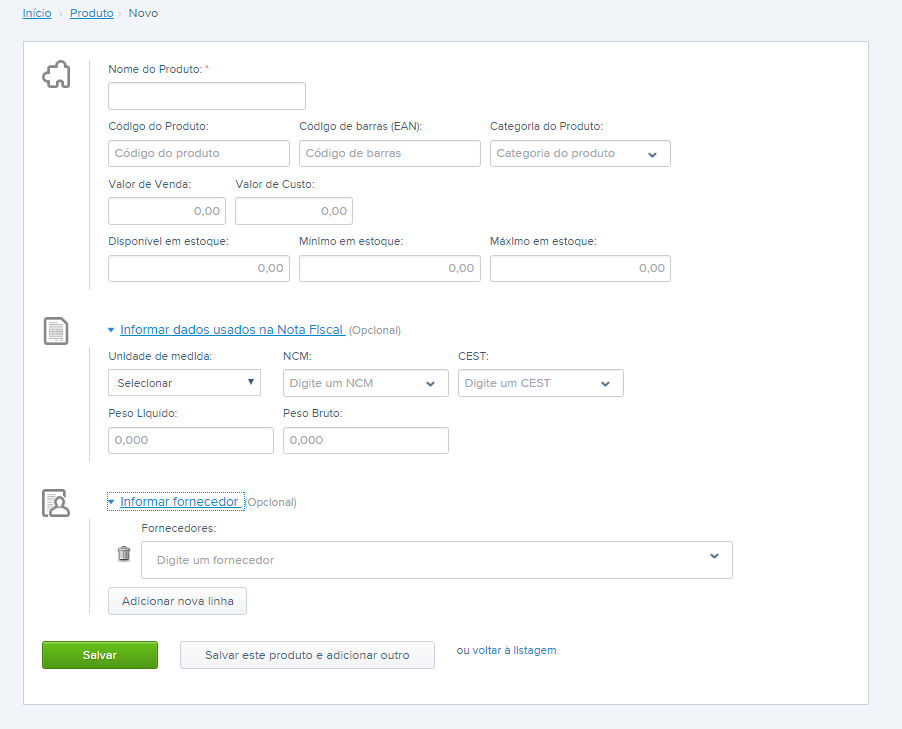 Início › Produto › Novo
Nome do Produto: *
Código do Produto: Código de barras (EAN): Categoria do Produto:
Código do produto Código de barras Categoria do produto
Valor de Venda: Valor de Custo:
0,00 0,00
Disponível em estoque: Mínimo em estoque: Máximo em estoque:
0,00 0,00 0,00
Informar dados usados na Nota Fiscal (Opcional)
Unidade de medida: NCM: CEST:
Selecionar Digite um NCM Digite um CEST
Peso Líquido: Peso Bruto:
0,000 0,000
Informar fornecedor (Opcional)
Fornecedores:
Digite um fornecedor
Adicionar nova linha
Salvar Salvar este produto e adicionar outro ou voltar à listagem